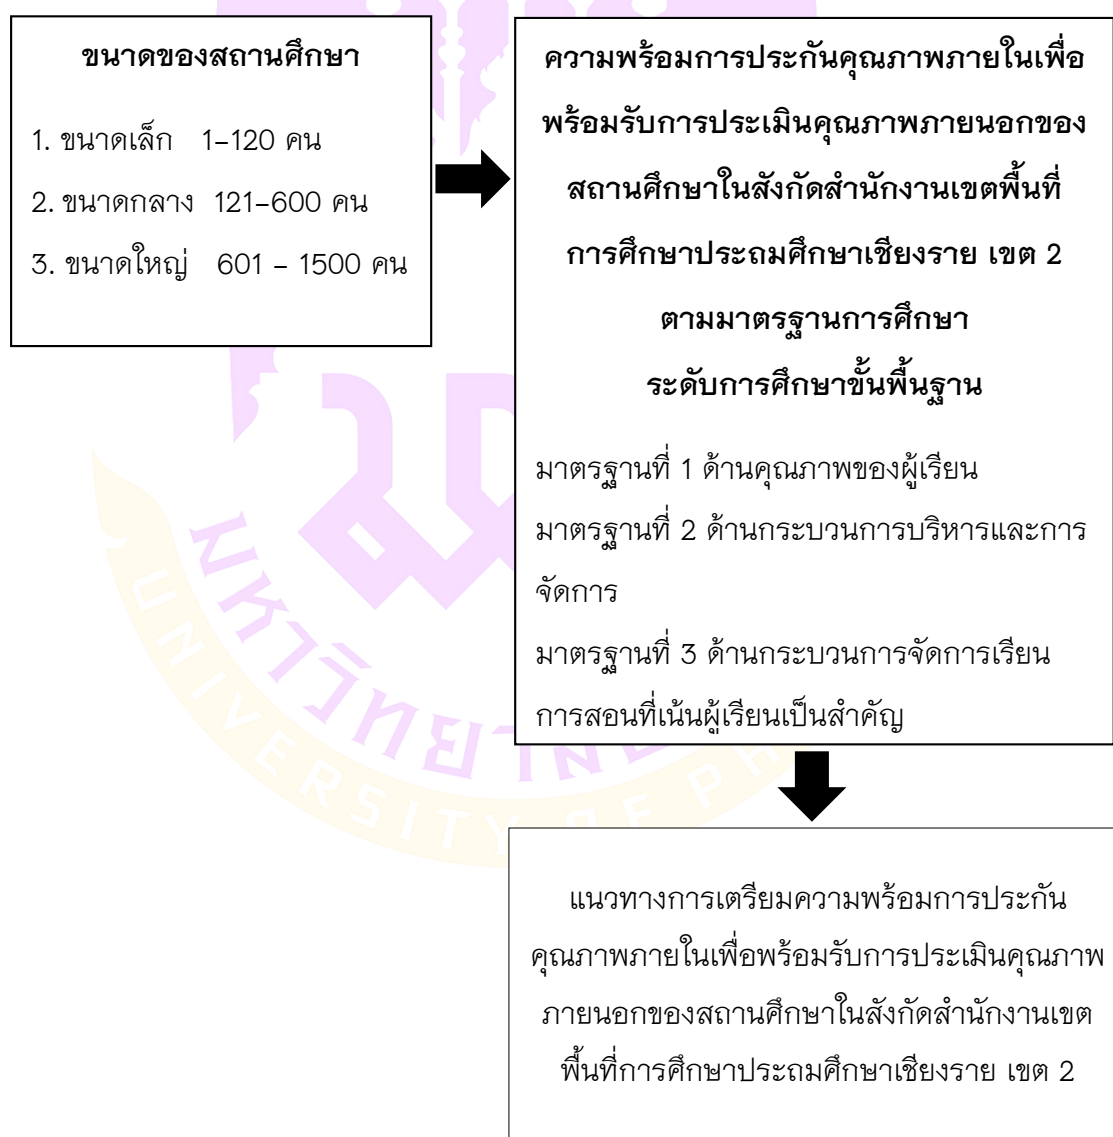 ขนาดของสถานศึกษา
1. ขนาดเล็ก 1–120 คน
2. ขนาดกลาง 121–600 คน
3. ขนาดใหญ่ 601 – 1500 คน
ความพร้อมการประกันคุณภาพภายในเพื่อ
พร้อมรับการประเมินคุณภาพภายนอกของ
สถานศึกษาในสังกัดสำนักงานเขตพื้นที่
การศึกษาประถมศึกษาเชียงราย เขต 2
ตามมาตรฐานการศึกษา
ระดับการศึกษาขั้นพื้นฐาน
มาตรฐานที่ 1 ด้านคุณภาพของผู้เรียน
มาตรฐานที่ 2 ด้านกระบวนการบริหารและการ
จัดการ
มาตรฐานที่ 3 ด้านกระบวนการจัดการเรียน
การสอนที่เน้นผู้เรียนเป็นสำคัญ
แนวทางการเตรียมความพร้อมการประกัน
คุณภาพภายในเพื่อพร้อมรับการประเมินคุณภาพ
ภายนอกของสถานศึกษาในสังกัดสำนักงานเขต
พื้นที่การศึกษาประถมศึกษาเชียงราย เขต 2
มหาวิทยาลัย
UNIVERSITY OF